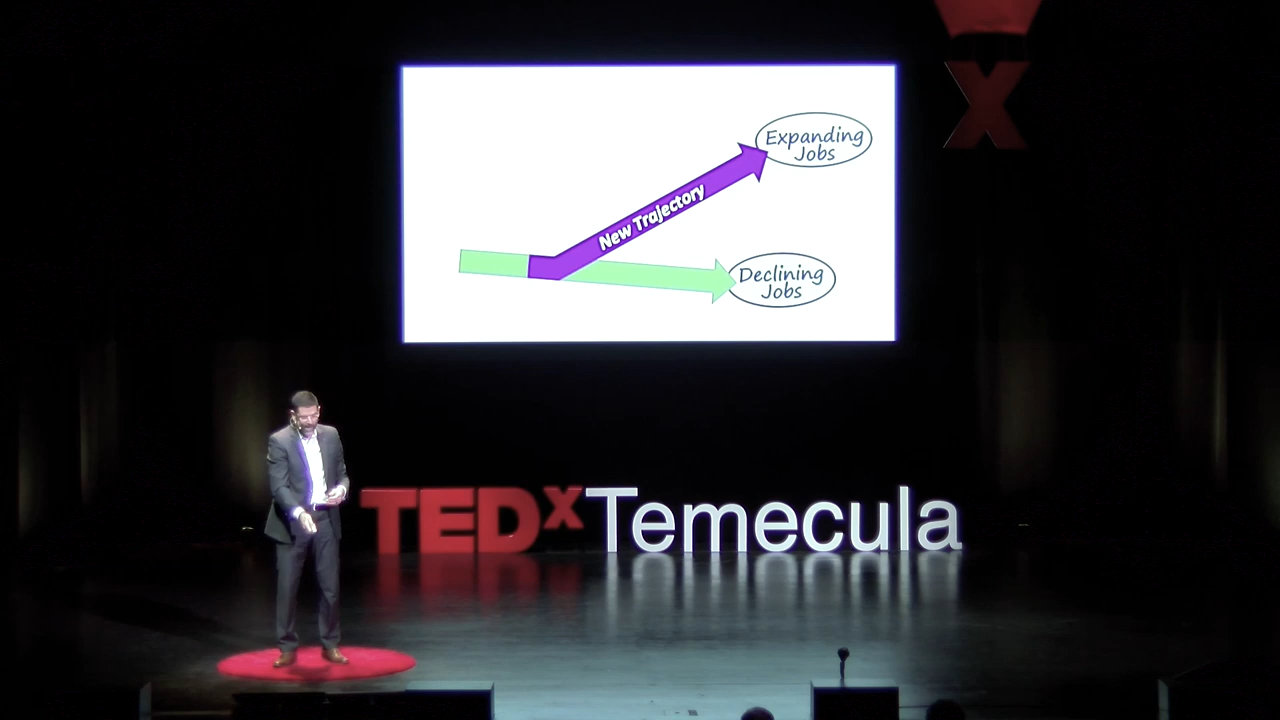 Expanding
Jobs
New Trajectory
Declining
Jobs
X
TEDxTemecula